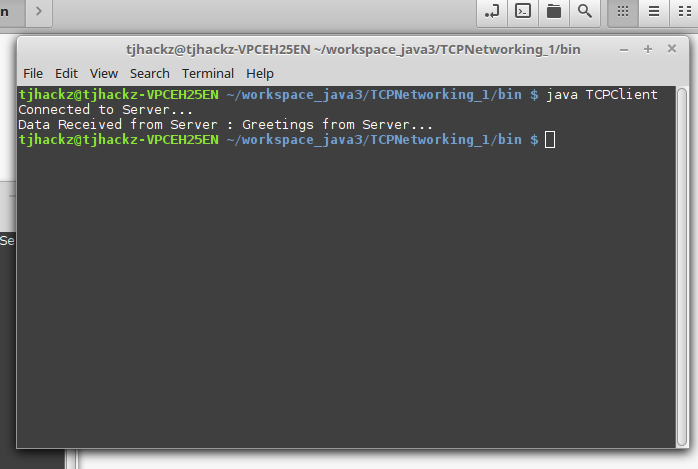 n
tjhackz@tjhackz-VPCEH25EN ~/workspace_java3/TCPNetworking_1/bin
File Edit View Search Terminal Help
tjhackz@tjhackz-VPCEH25EN ~/workspace_java3/TCPNetworking_1/bin $ java TCPClient
Connected to Server...
Data Received from Server : Greetings from Server...
tjhackz@tjhackz-VPCEH25EN ~/workspace_java3/TCPNetworking_1/bin $
Se